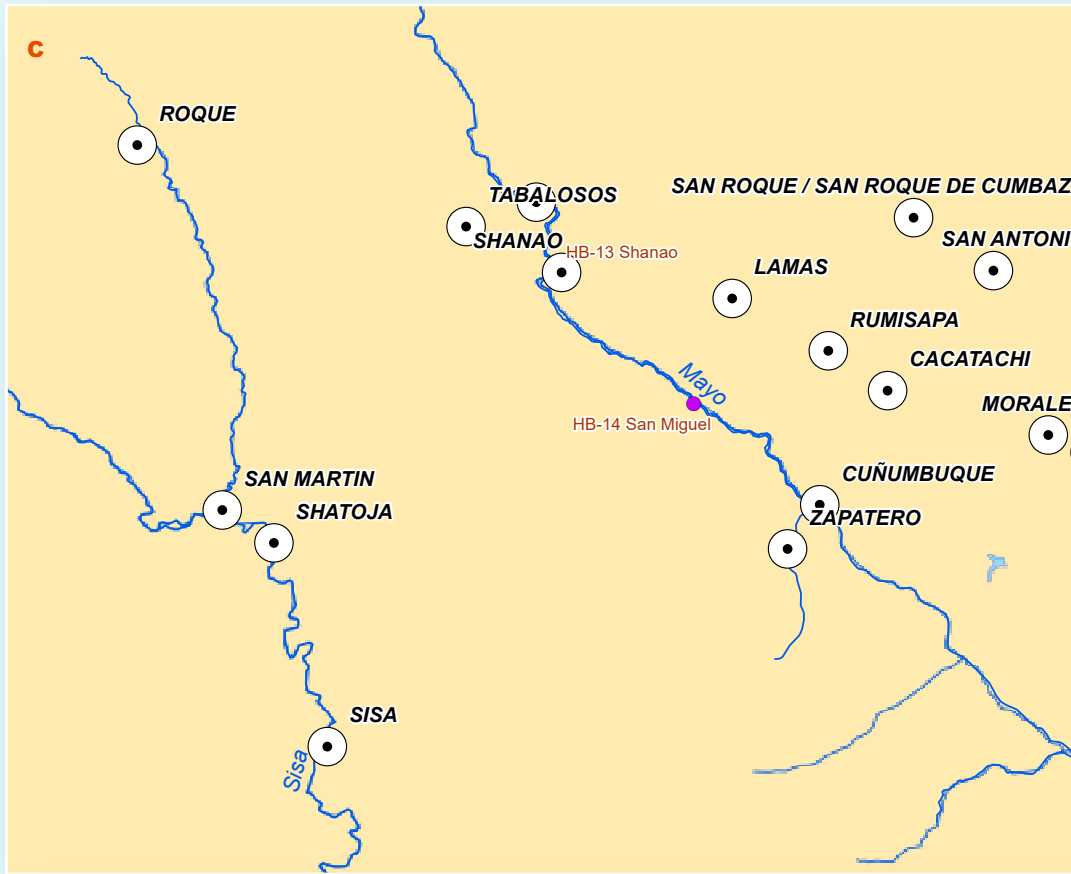 C
ROQUE
TABALOSOS
SAN ROQUE / SAN ROQUE DE CUMBAZ
SHANAO
HB-13 Shanao
SAN ANTONI
LAMAS
RUMISAPA
CACATACHI
Mayo
MORALE
HB-14 San Miguel
SAN MARTIN
CUÑUMBUQUE
SHATOJA
ZAPATERO
SISA
Sisa